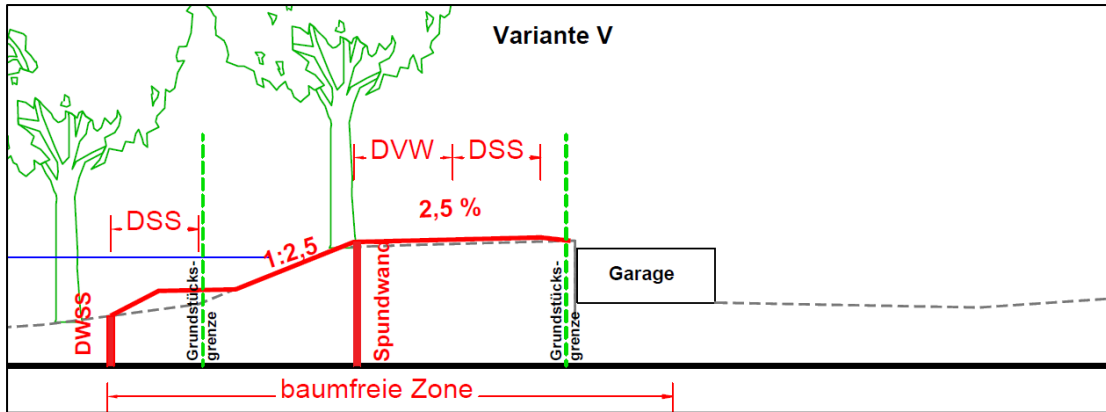 Variante V
DVW
DSS
2,5 %
DSS
1:2,5
Garage
DWSS
Grundstücks-
grenze
Spundwand
Grundstücks-
grenze
baumfreie Zone